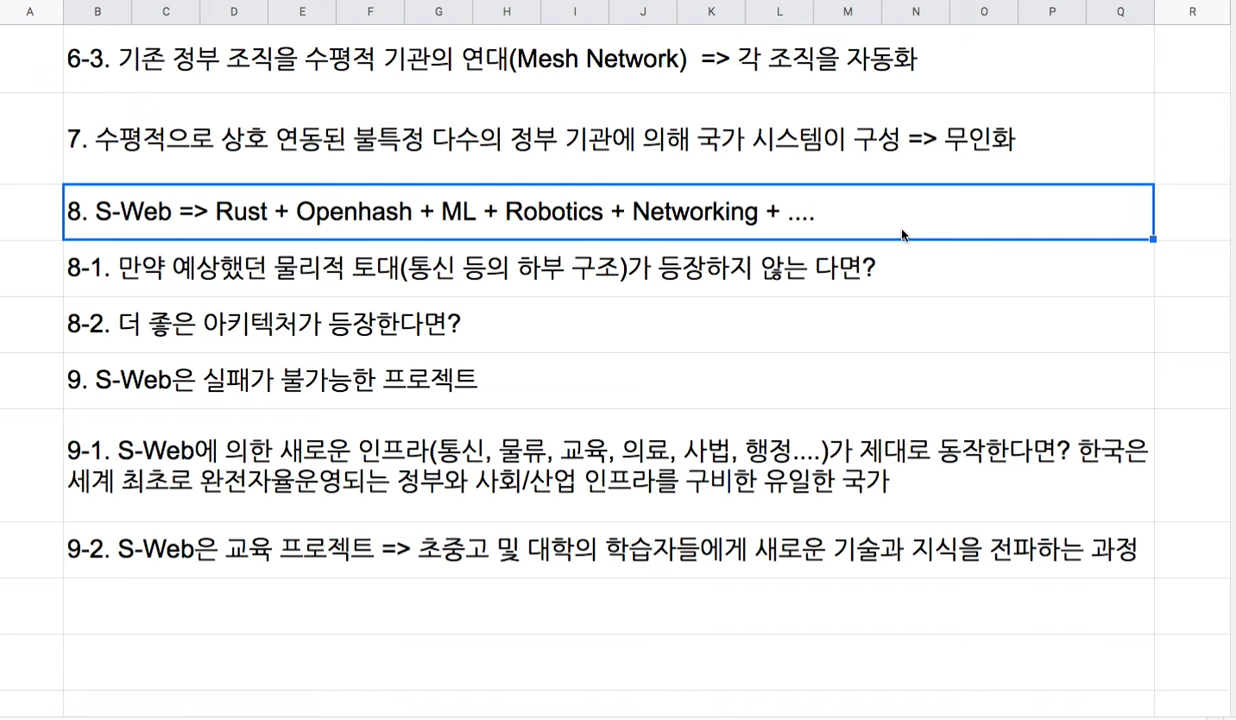 A B C D E F G H I J K L M N O P Q R
6-3. 기존 정부 조직을 수평적 기관의 연대(Mesh Network) => 각 조직을 자동화
7. 수평적으로 상호 연동된 불특정 다수의 정부 기관에 의해 국가 시스템이 구성 => 무인화
8. S-Web => Rust + Openhash + ML + Robotics + Networking + ....
8-1. 만약 예상했던 물리적 토대(통신 등의 하부 구조)가 등장하지 않는 다면?
8-2. 더 좋은 아키텍처가 등장한다면?
9. S-Web은 실패가 불가능한 프로젝트
9-1. S-Web에 의한 새로운 인프라(통신, 물류, 교육, 의료, 사법, 행정....)가 제대로 동작한다면? 한국은
세계 최초로 완전자율운영되는 정부와 사회/산업 인프라를 구비한 유일한 국가
9-2. S-Web은 교육 프로젝트 => 초중고 및 대학의 학습자들에게 새로운 기술과 지식을 전파하는 과정